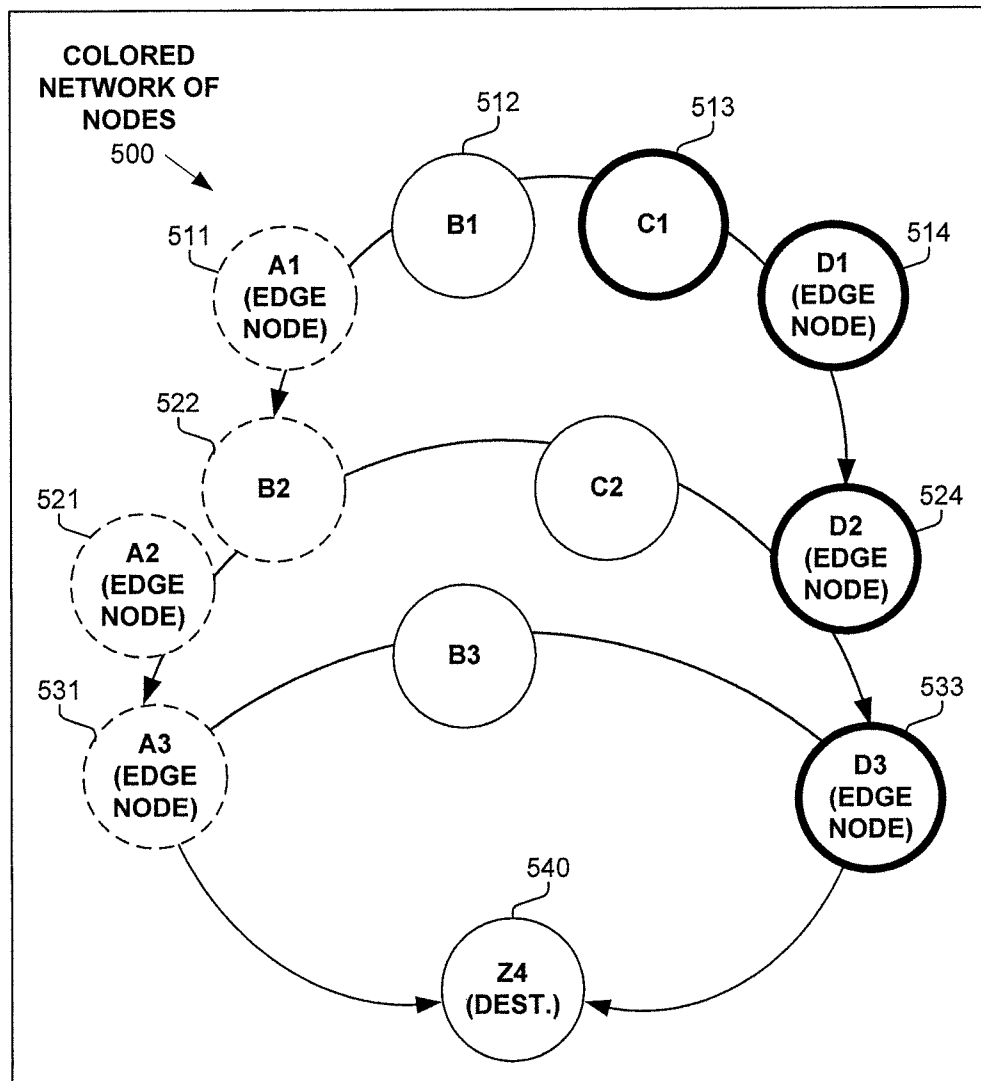 COLORED
NETWORK OF
NODES
500
512
513
511
514
B1
C1
A1
(EDGE
NODE)
D1
(EDGE
NODE)
522
B2
C2
521
524
A2
(EDGE
NODE)
D2
(EDGE
NODE)
B3
531
533
A3
(EDGE
NODE)
D3
(EDGE
NODE)
540
Z4
(DEST.)